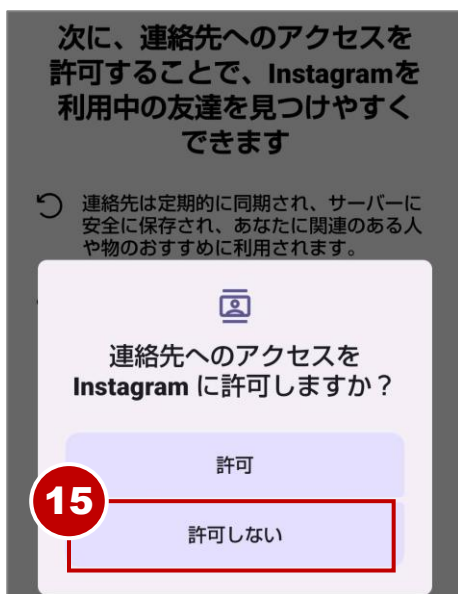 次に、連絡先へのアクセスを
許可することで、Instagramを
利用中の友達を見つけやすく
できます
連絡先は定期的に同期され、サーバーに
安全に保存され、あなたに関連のある人
や物のおすすめに利用されます。
連絡先へのアクセスを
Instagram に許可しますか？
許可
15
許可しない